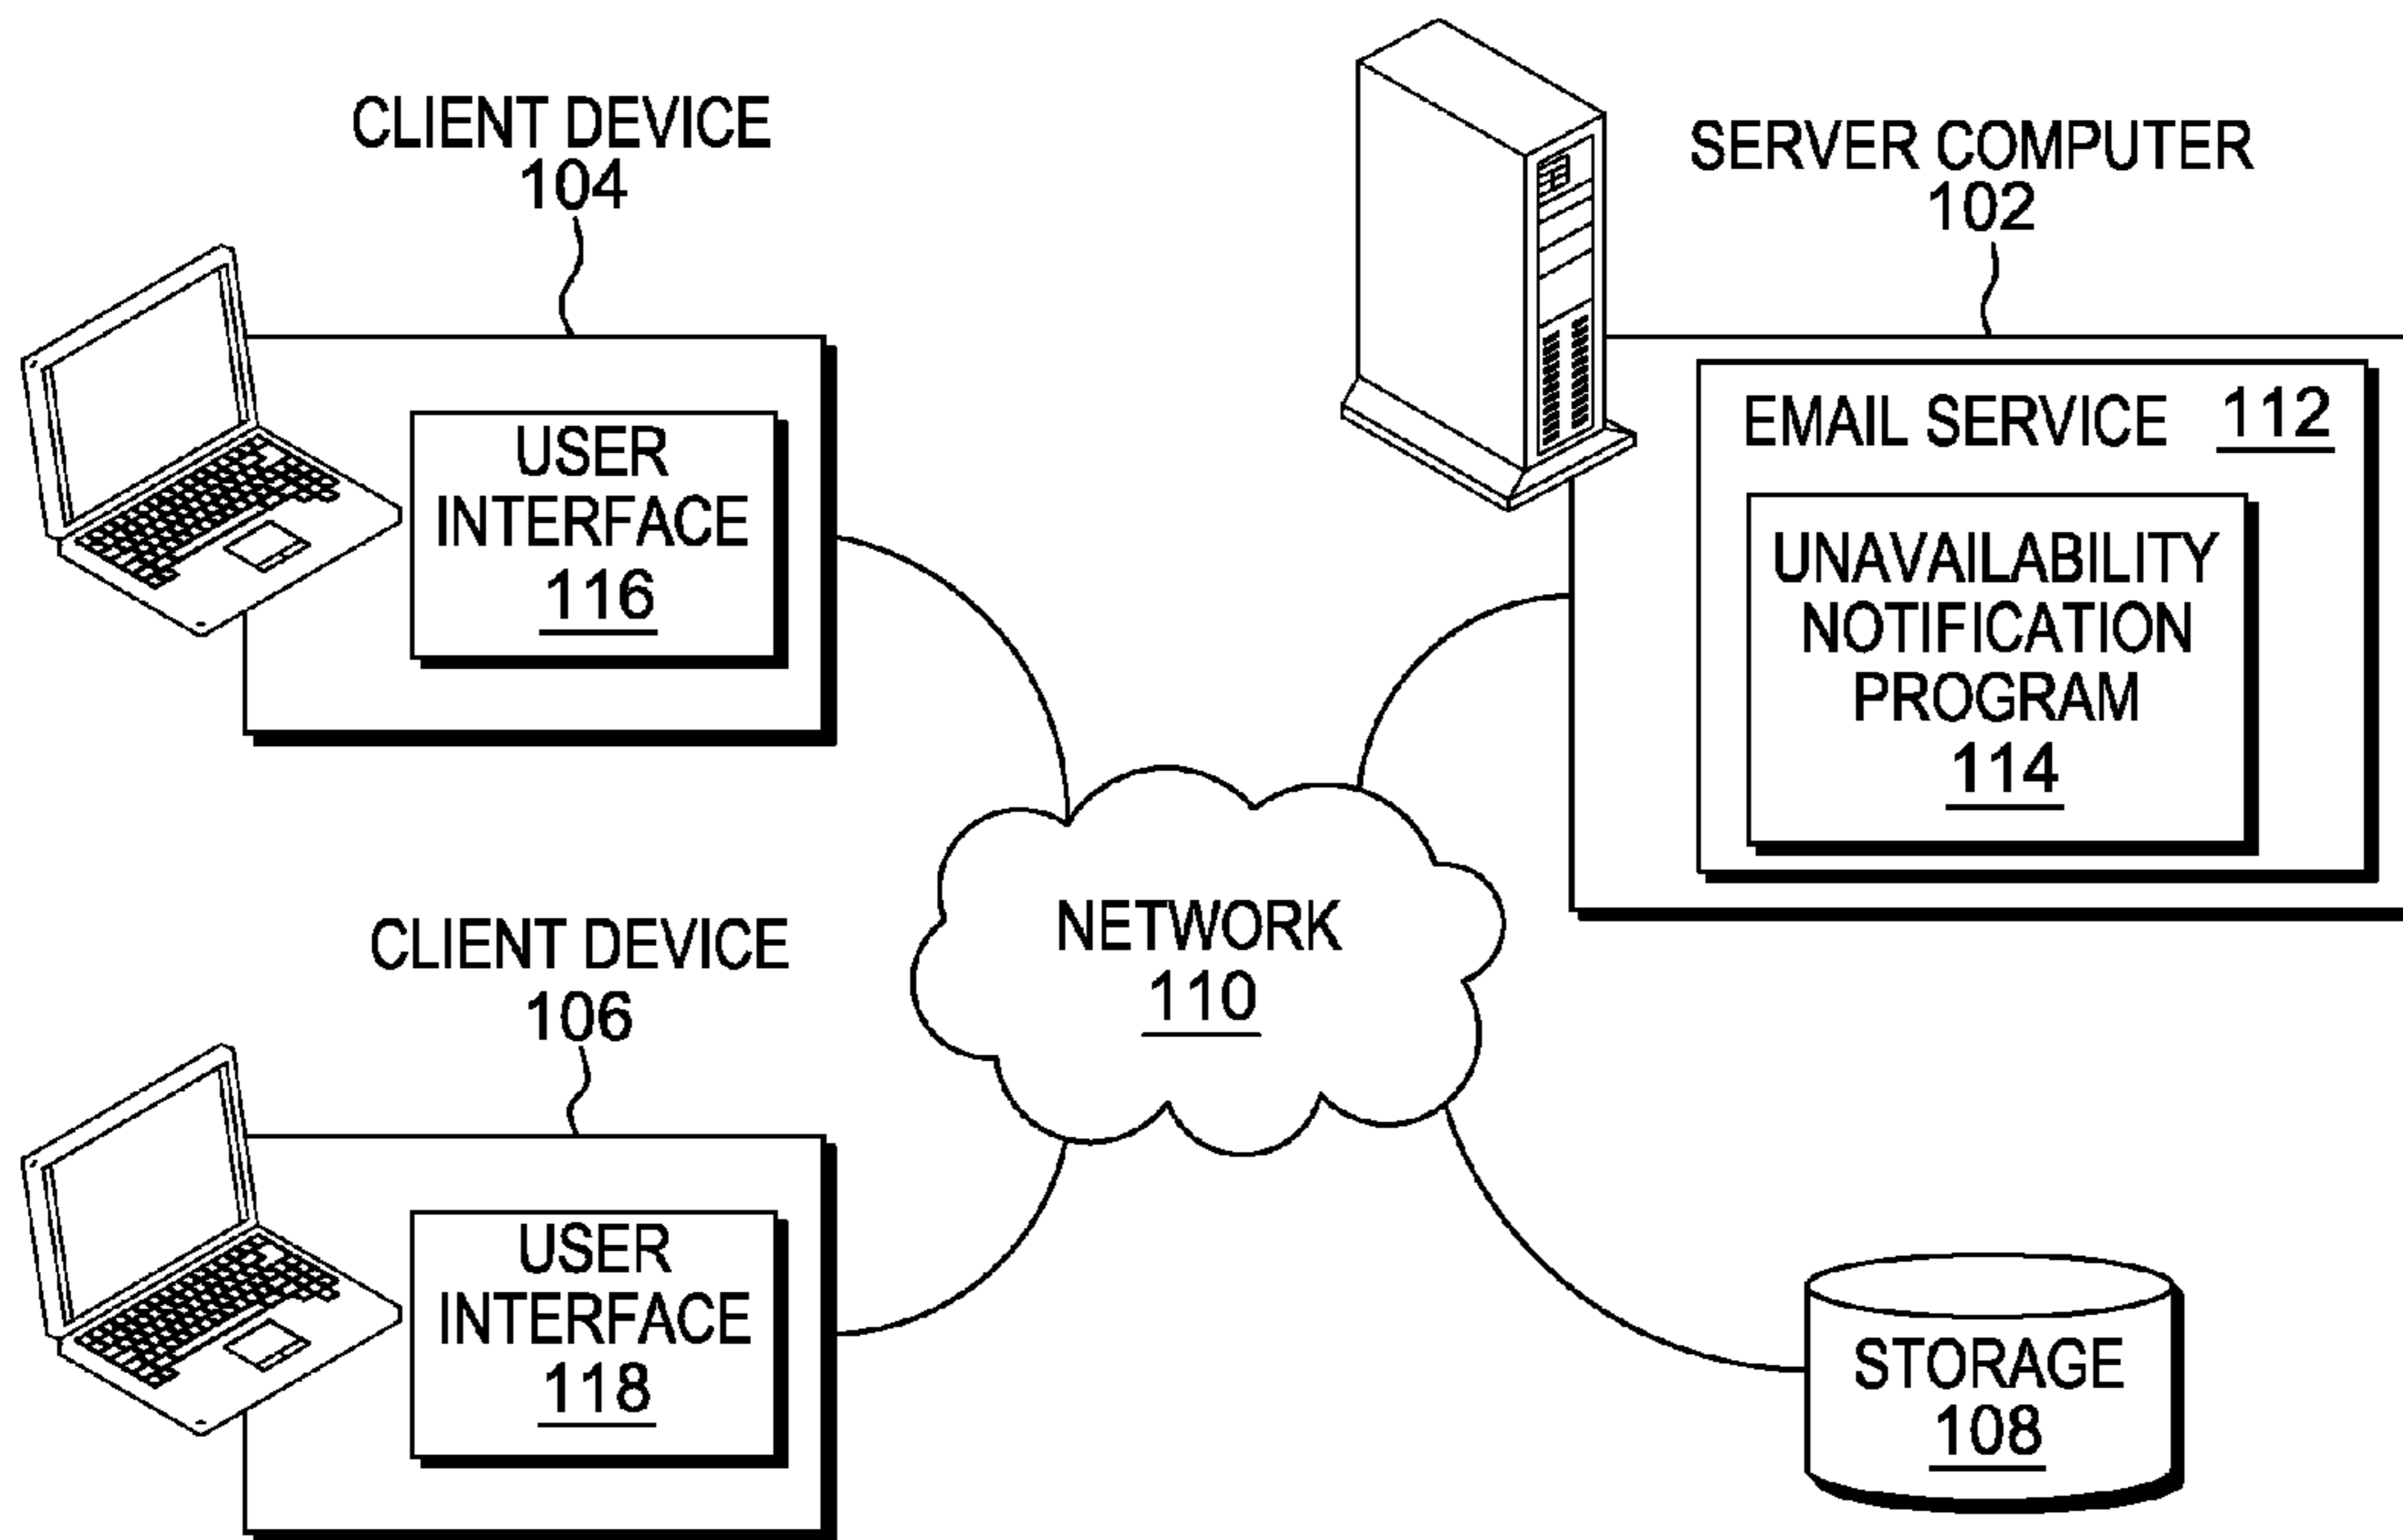 CLIENT DEVICE
104
USER
INTERFACE
116
SERVER COMPUTER
102
EMAIL SERVICE 112
UNAVAILABILITY
NOTIFICATION
PROGRAM
114
NETWORK
110
CLIENT DEVICE
106
USER
INTERFACE
118
STORAGE
108